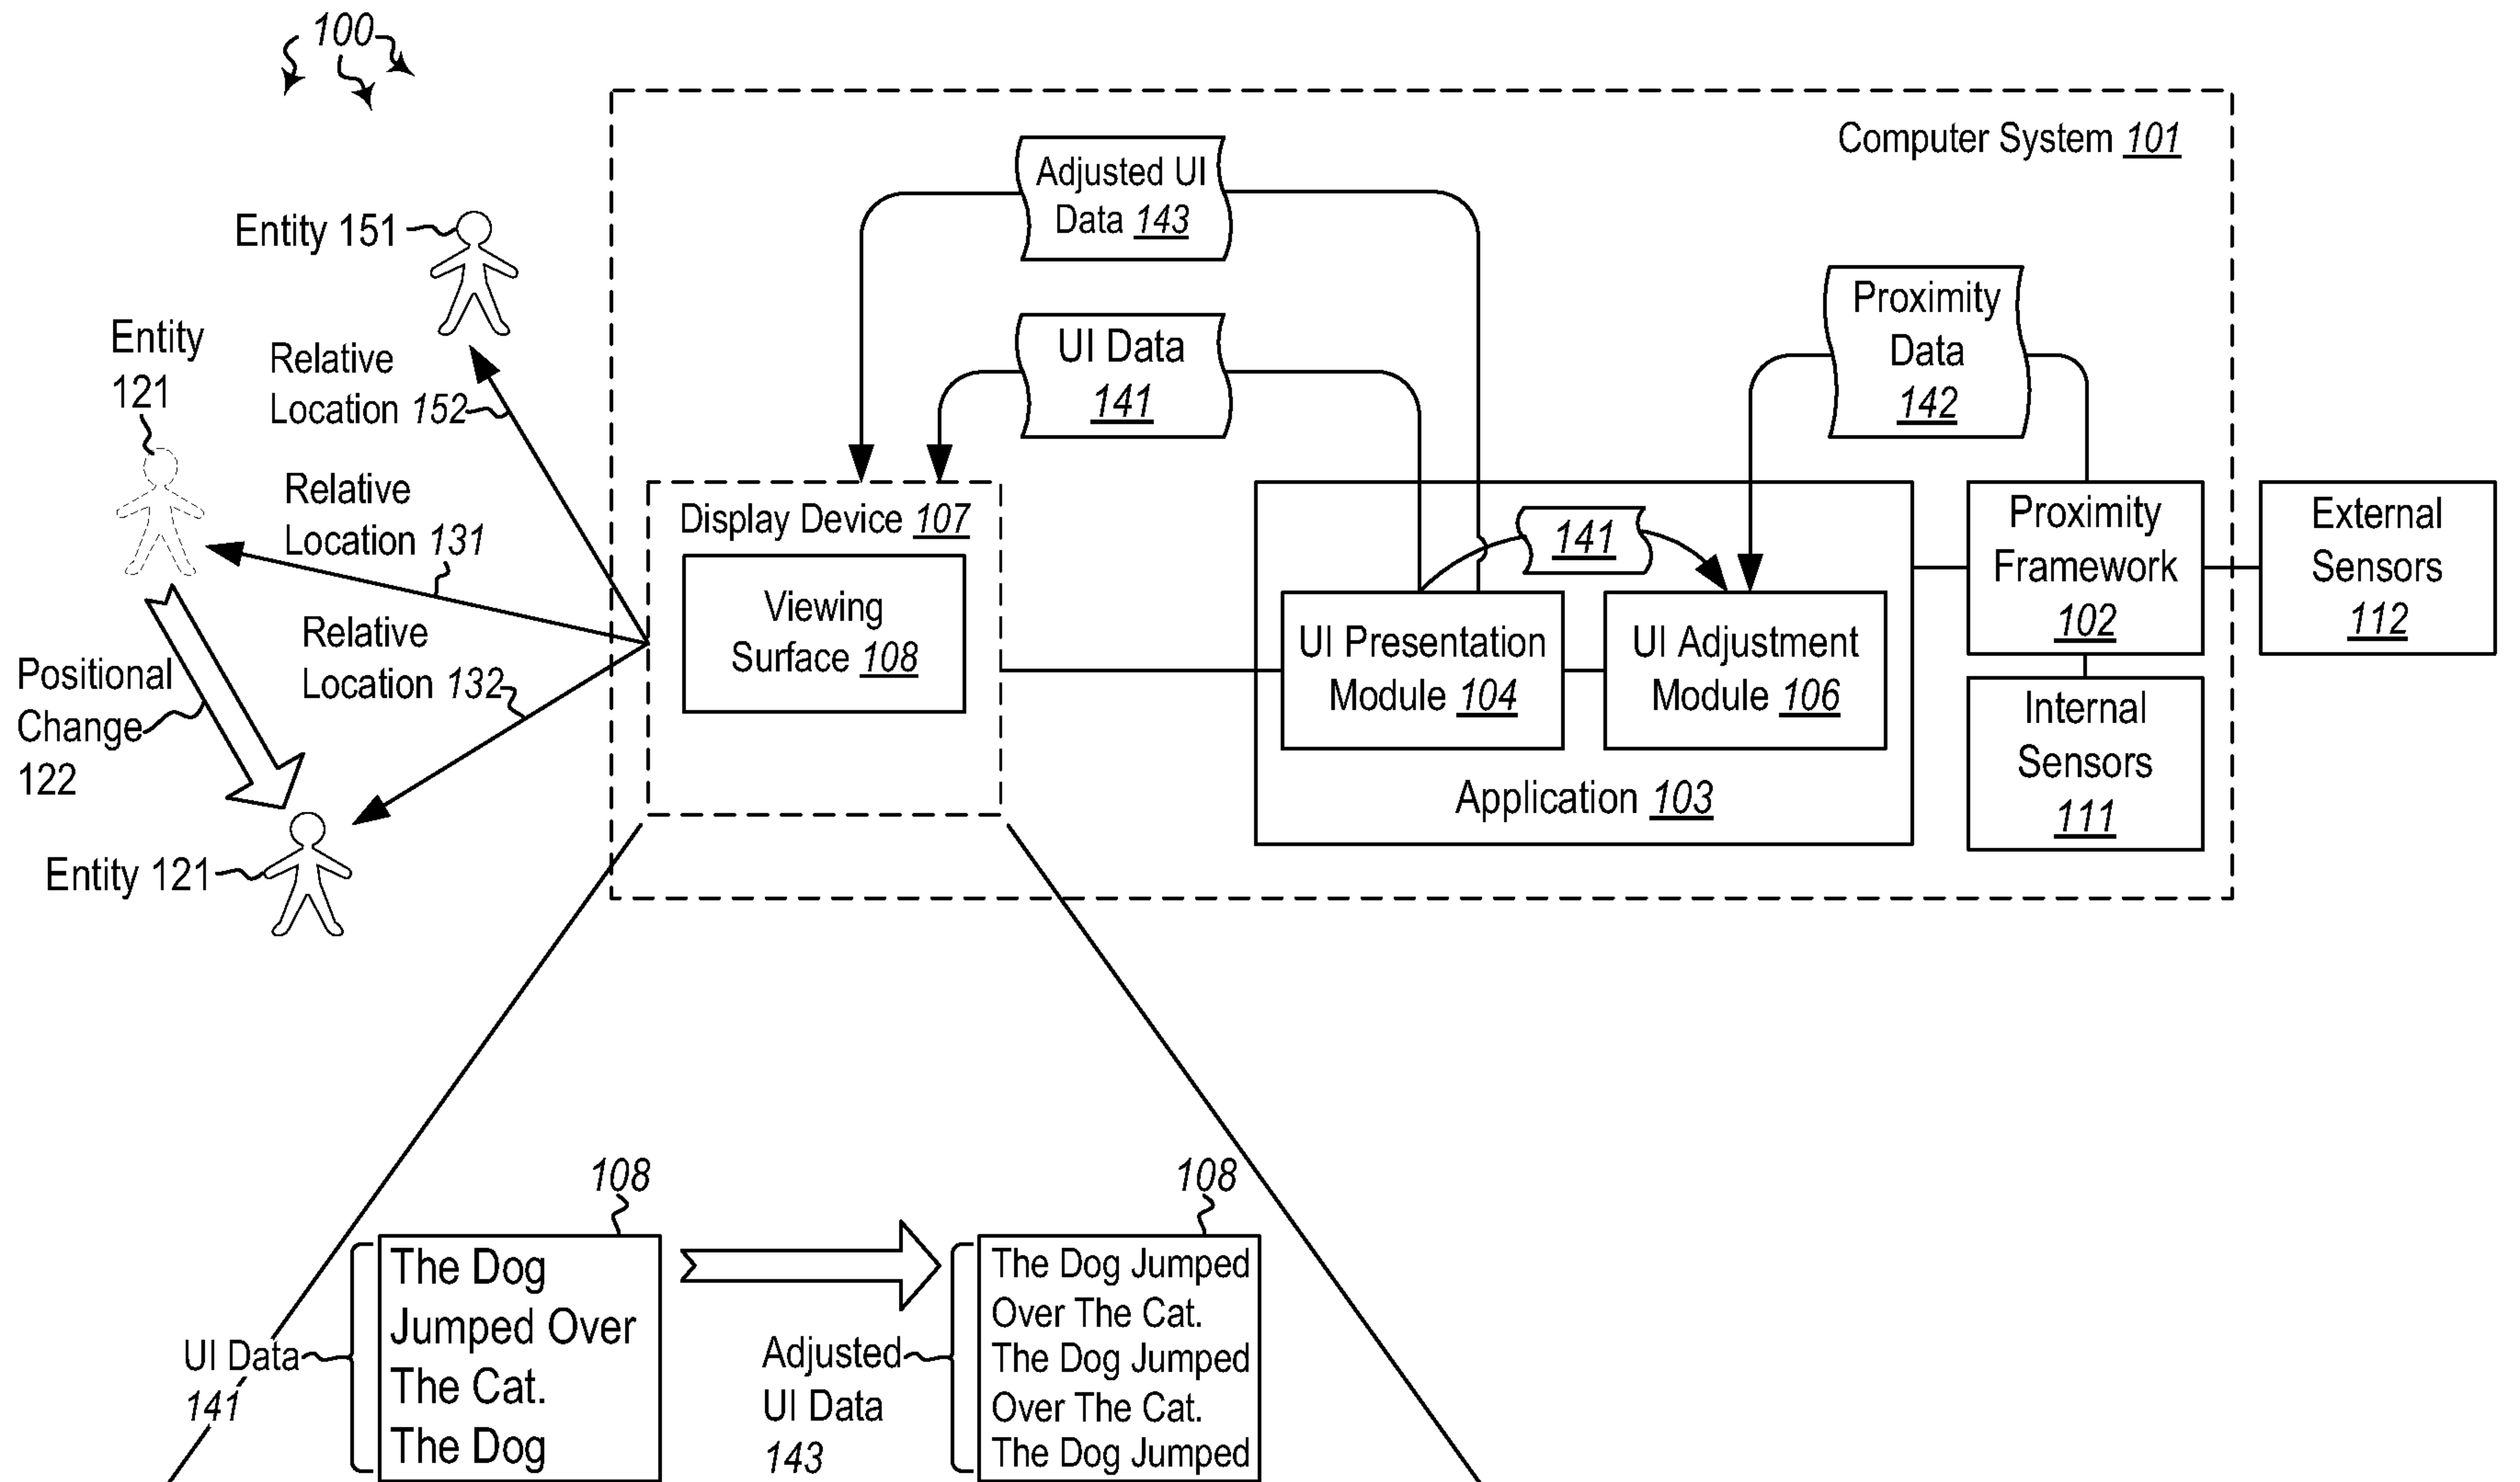 100
Computer System 101
Adjusted UI
Data 143
Entity 151
Proximity
Data
142
Entity
121
UI Data
141
Relative
Location 152
Relative
Location 131
Display Device 107
Viewing
Surface 108
141
Proximity
Framework
102
External
Sensors
112
UI Presentation
Module 104
UI Adjustment
Module 106
Relative
Location 132
Positional
Change
122
Internal
Sensors
111
Application 103
Entity 121
108
108
The Dog
Jumped Over
The Cat.
The Dog
UI Data
141
Adjusted
UI Data
143
The Dog Jumped
Over The Cat.
The Dog Jumped
Over The Cat.
The Dog Jumped